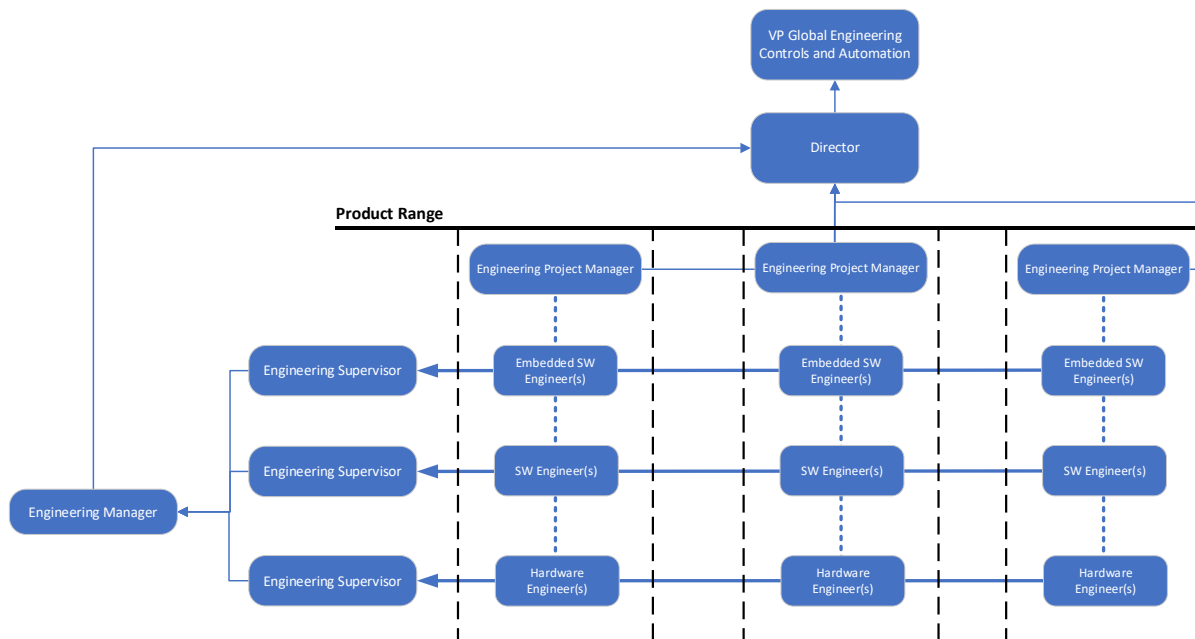 VP Global Engineering
Controls and Automation
Director
Product Range
Engineering Project Manager
Engineering Project Manager
Engineering Project Manager
Engineering Supervisor
Embedded SW
Engineer(s)
Embedded SW
Engineer(s)
Embedded SW
Engineer(s)
Engineering Supervisor
SW Engineer(s)
SW Engineer(s)
SW Engineer(s)
Engineering Manager
Engineering Supervisor
Hardware
Engineer(s)
Hardware
Engineer(s)
Hardware
Engineer(s)